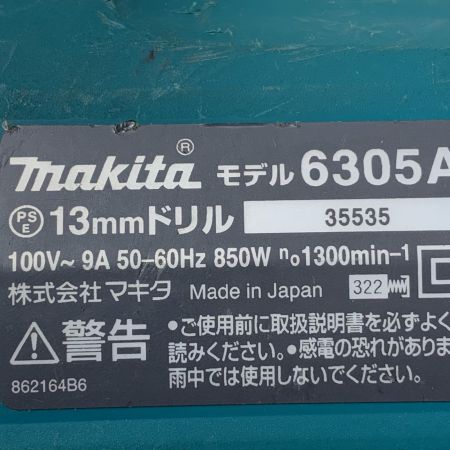 makita® モデル 6305A
PSE 13mmドリル 35535
100V~ 9A 50-60Hz 850W n₀1300min-1
株式会社マキタ Made in Japan 322
⚠警告 ・ご使用前に取扱説明書を必ずよく
読みください。・感電の恐れがありま
雨中では使用しないでください。
862164B6